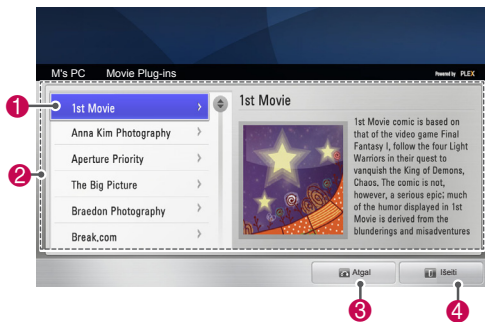 M's PC Movie Plug-ins
Powered by PLEX
1
1st Movie
Anna Kim Photography
Aperture Priority
2
The Big Picture
Braedon Photography
Break,com
1st Movie
1st Movie comic is based on
that of the video game Final
Fantasy I, follow the four Light
Warriors in their quest to
vanquish the King of Demons,
Chaos. The comic is not,
however, a serious epic; much
of the humor displayed in 1st
Movie is derived from the
blunderings and misadventures
Atgal
Išeiti
3
4